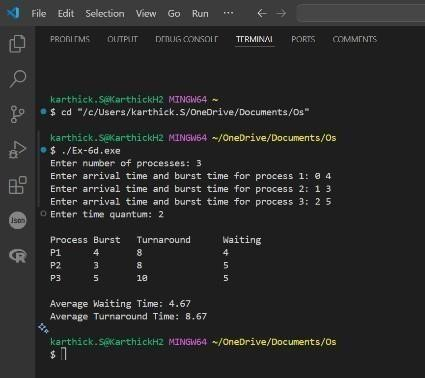 File Edit Selection View Go Run ...
PROBLEMS OUTPUT DEBUG CONSOLE TERMINAL PORTS COMMENTS
karthick.S@KarthickH2 MINGW64 ~
$ cd "/c/Users/karthick.S/OneDrive/Documents/Os"
karthick.S@KarthickH2 MINGW64 ~/OneDrive/Documents/Os
$ ./Ex-6d.exe
Enter number of processes: 3
Enter arrival time and burst time for process 1: 0 4
Enter arrival time and burst time for process 2: 1 3
Enter arrival time and burst time for process 3: 2 5
Enter time quantum: 2
Process Burst Turnaround Waiting
P1 4 8 4
P2 3 8 5
P3 5 10 5
Average Waiting Time: 4.67
Average Turnaround Time: 8.67
karthick.S@KarthickH2 MINGW64 ~/OneDrive/Documents/Os
$
Json
R